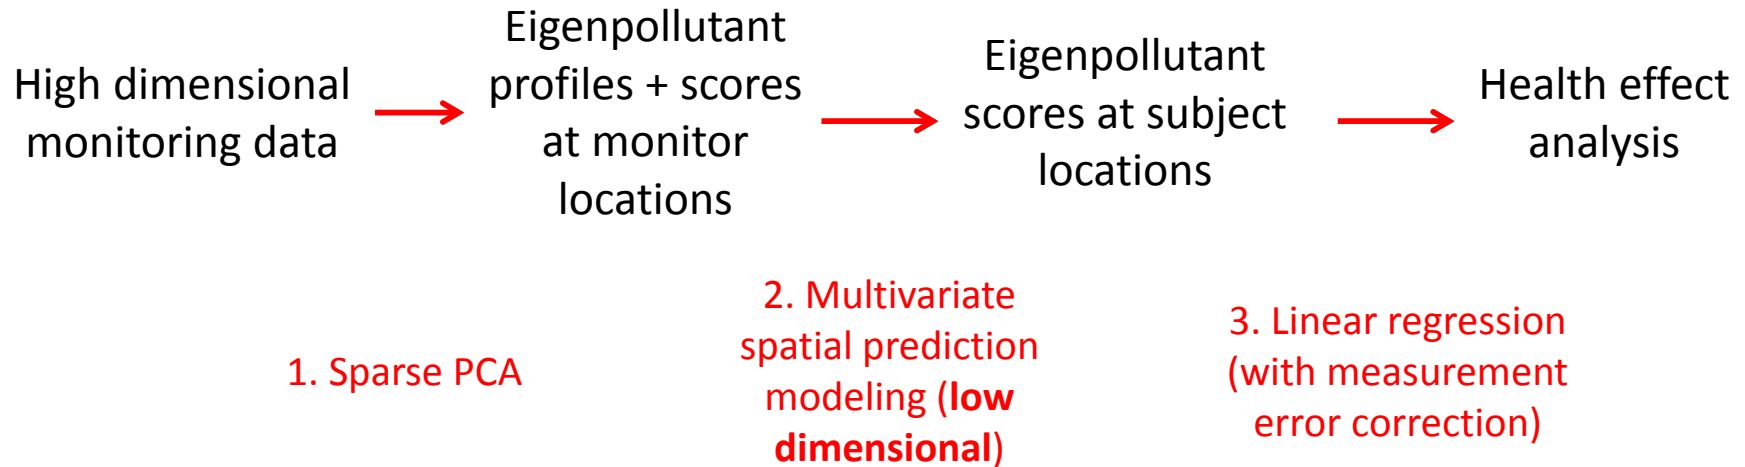 High dimensional
monitoring data
Eigenpollutant
profiles + scores
at monitor
locations
Eigenpollutant
scores at subject
locations
Health effect
analysis
1. Sparse PCA
2. Multivariate
spatial prediction
modeling (low
dimensional)
3. Linear regression
(with measurement
error correction)